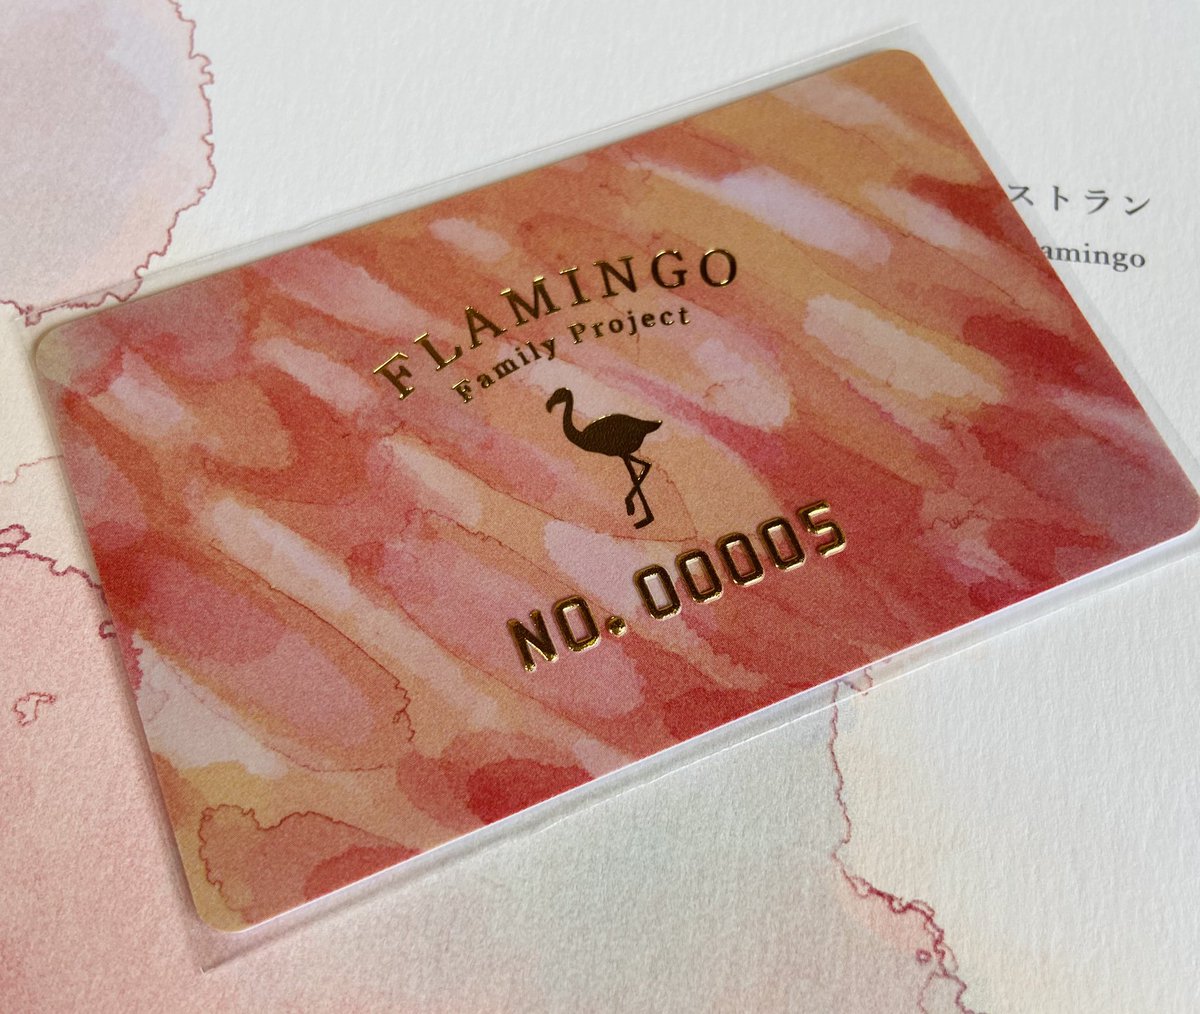 FLAMINGO
Family Project
NO.00005
ストラン
amingo